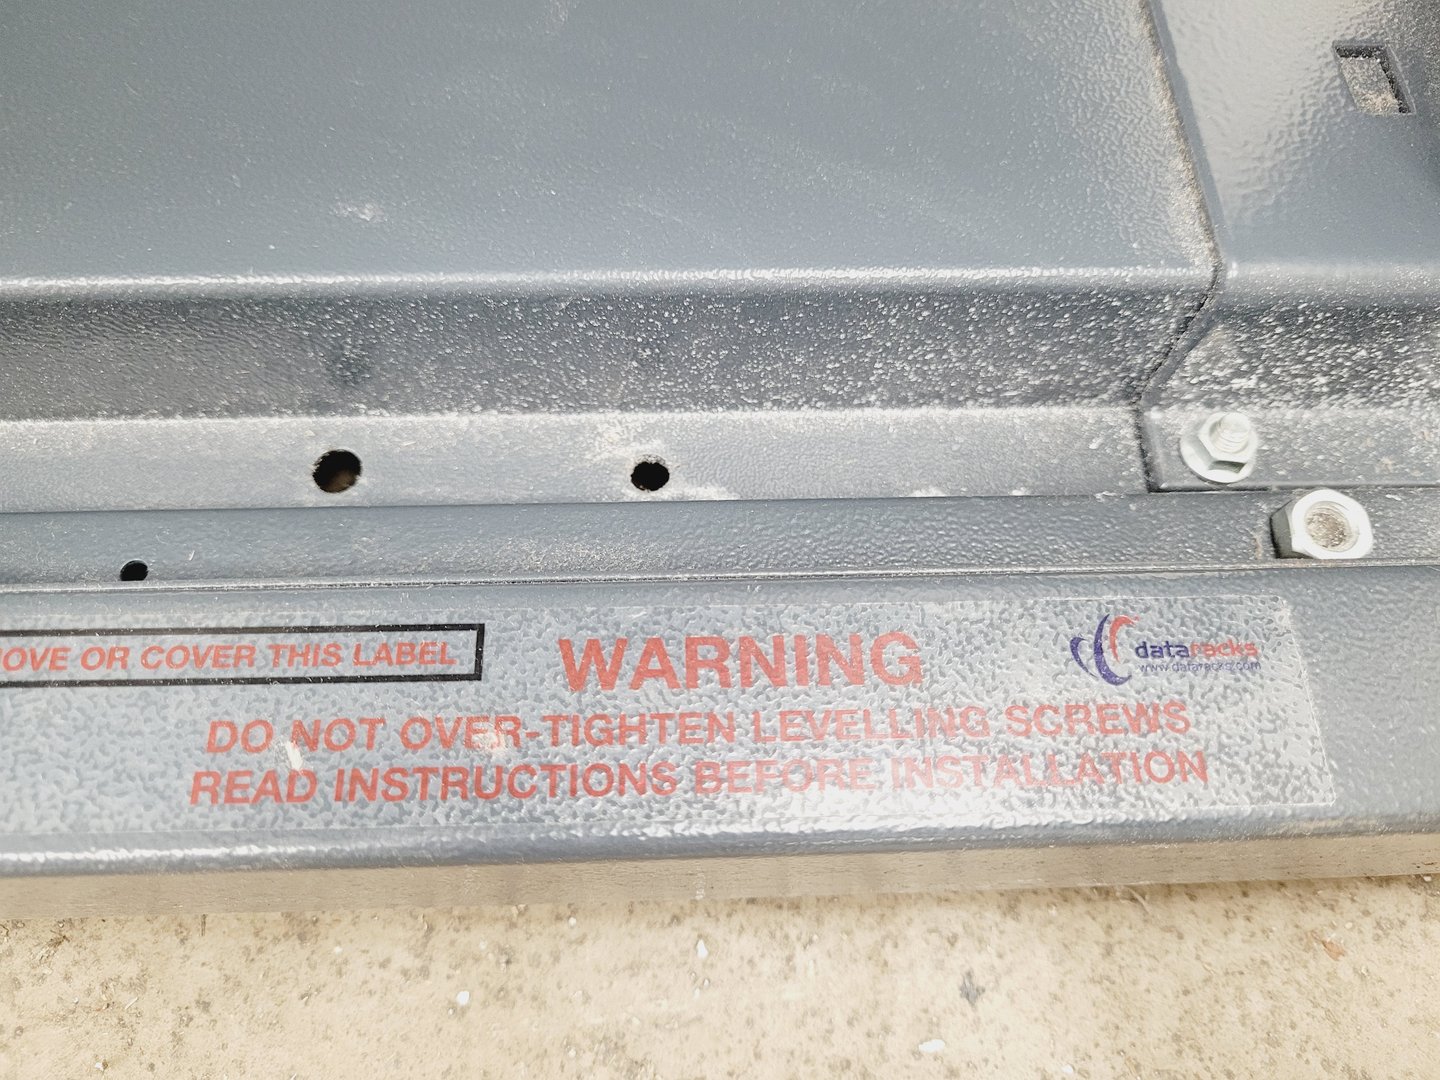 OVE OR COVER THIS LABEL
WARNING
dataracks
www.dataracks.com
DO NOT OVER-TIGHTEN LEVELLING SCREWS
READ INSTRUCTIONS BEFORE INSTALLATION